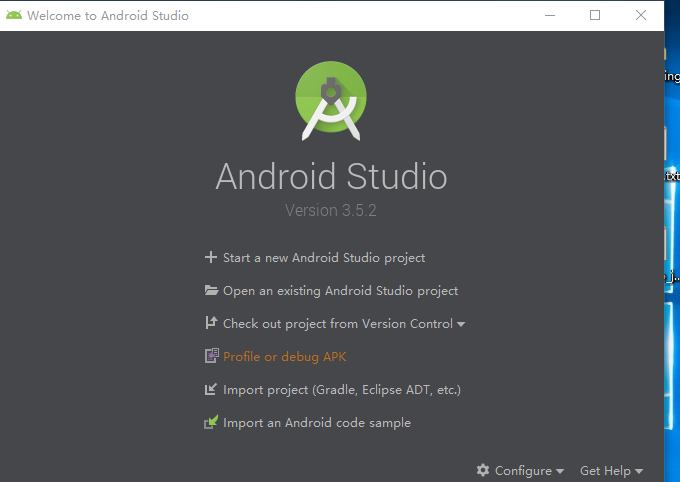 Welcome to Android Studio
Android Studio
Version 3.5.2
Start a new Android Studio project
Open an existing Android Studio project
Check out project from Version Control
Profile or debug APK
Import project (Gradle, Eclipse ADT, etc.)
Import an Android code sample
Configure
Get Help
ing
.txt